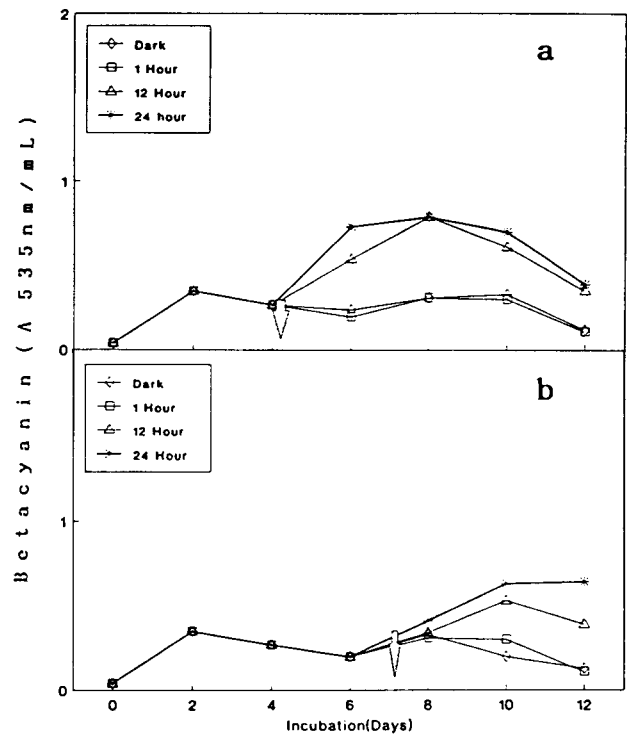 2
a
Dark
1 Hour
12 Hour
24 hour
1
0
b
Dark
1 Hour
12 Hour
24 Hour
1
0
0 2 4 6 8 10 12
Incubation(Days)
Betacyanin (A 535nm/mL)